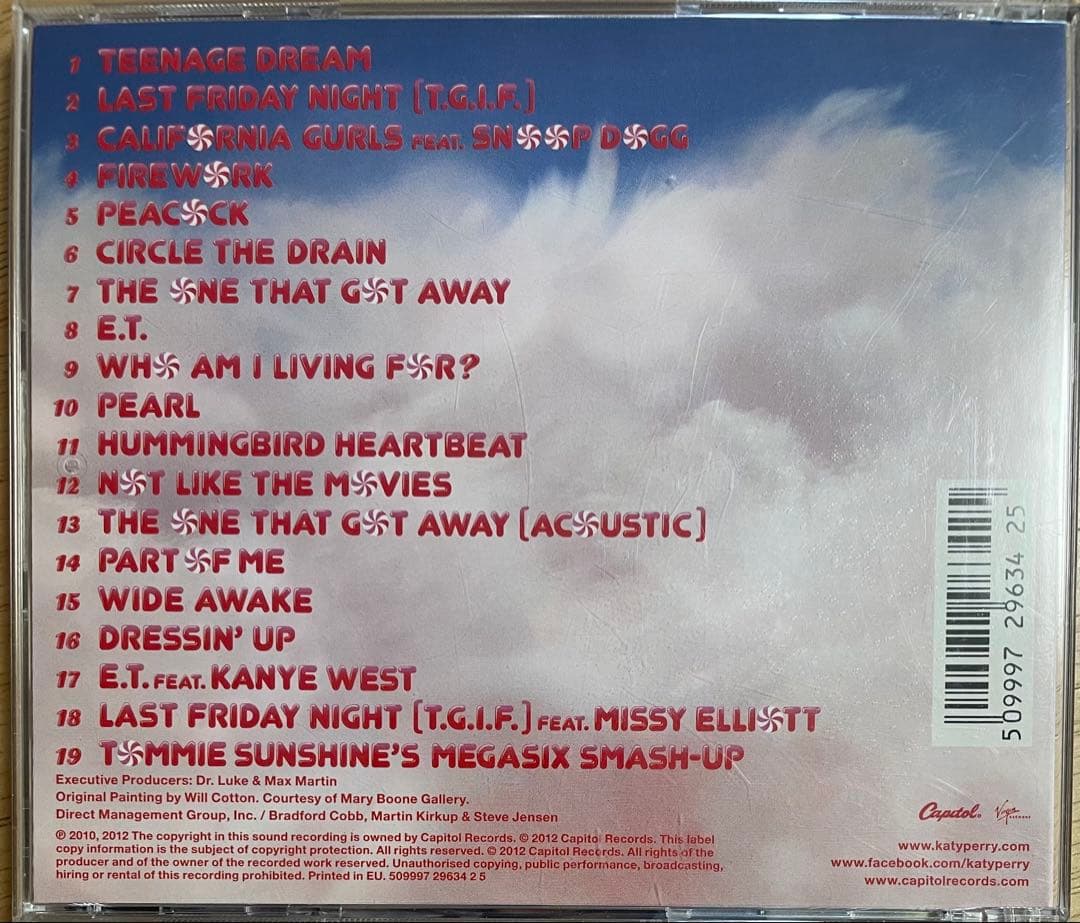 1 TEENAGE DREAM
2 LAST FRIDAY NIGHT (T.G.I.F.)
3 CALIFORNIA GURLS FEAT. SNOOP DOGG
4 FIREWORK
5 PEACOCK
6 CIRCLE THE DRAIN
7 THE ONE THAT GOT AWAY
8 E.T.
9 WHO AM I LIVING FOR?
10 PEARL
11 HUMMINGBIRD HEARTBEAT
12 NOT LIKE THE MOVIES
13 THE ONE THAT GOT AWAY (ACOUSTIC)
14 PART OF ME
15 WIDE AWAKE
16 DRESSIN' UP
17 E.T. FEAT. KANYE WEST
18 LAST FRIDAY NIGHT (T.G.I.F.) FEAT. MISSY ELLIOTT
19 TOMMIE SUNSHINE'S MEGASIX SMASH-UP
Executive Producers: Dr. Luke & Max Martin
Original Painting by Will Cotton. Courtesy of Mary Boone Gallery.
Direct Management Group, Inc. / Bradford Cobb, Martin Kirkup & Steve Jensen
℗ 2010, 2012 The copyright in this sound recording is owned by Capitol Records. © 2012 Capitol Records. This label
copy information is the subject of copyright protection. All rights reserved. © 2012 Capitol Records. All rights of the
producer and of the owner of the recorded work reserved. Unauthorised copying, public performance, broadcasting,
hiring or rental of this recording prohibited. Printed in EU. 509997 29634 2 5
5 099972 963425
Capitol. Virgin
www.katyperry.com
www.facebook.com/katyperry
www.capitolrecords.com